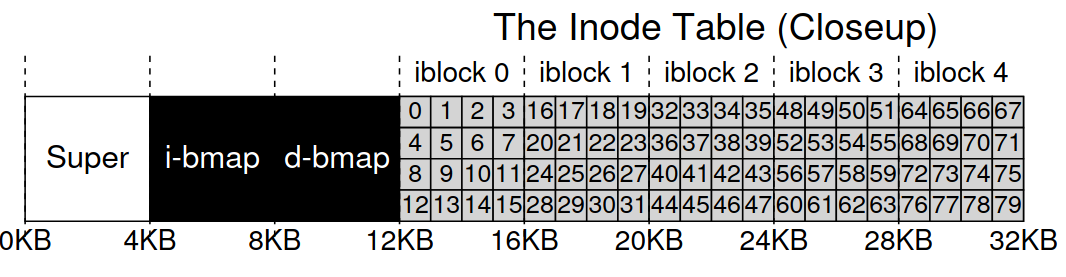 The Inode Table (Closeup)
iblock 0 iblock 1 iblock 2 iblock 3 iblock 4
0 1 2 3 16 17 18 19 32 33 34 35 48 49 50 51 64 65 66 67
Super i-bmap d-bmap 4 5 6 7 20 21 22 23 36 37 38 39 52 53 54 55 68 69 70 71
8 9 10 11 24 25 26 27 40 41 42 43 56 57 58 59 72 73 74 75
12 13 14 15 28 29 30 31 44 45 46 47 60 61 62 63 76 77 78 79
0KB 4KB 8KB 12KB 16KB 20KB 24KB 28KB 32KB